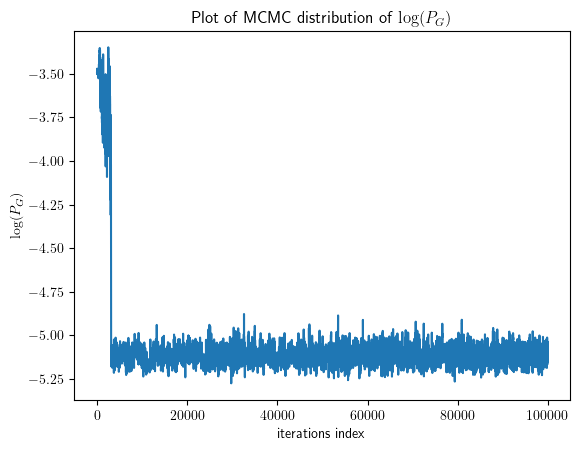 Plot of MCMC distribution of log(P_G)
log(P_G)
−3.50
−3.75
−4.00
−4.25
−4.50
−4.75
−5.00
−5.25
0 20000 40000 60000 80000 100000
iterations index